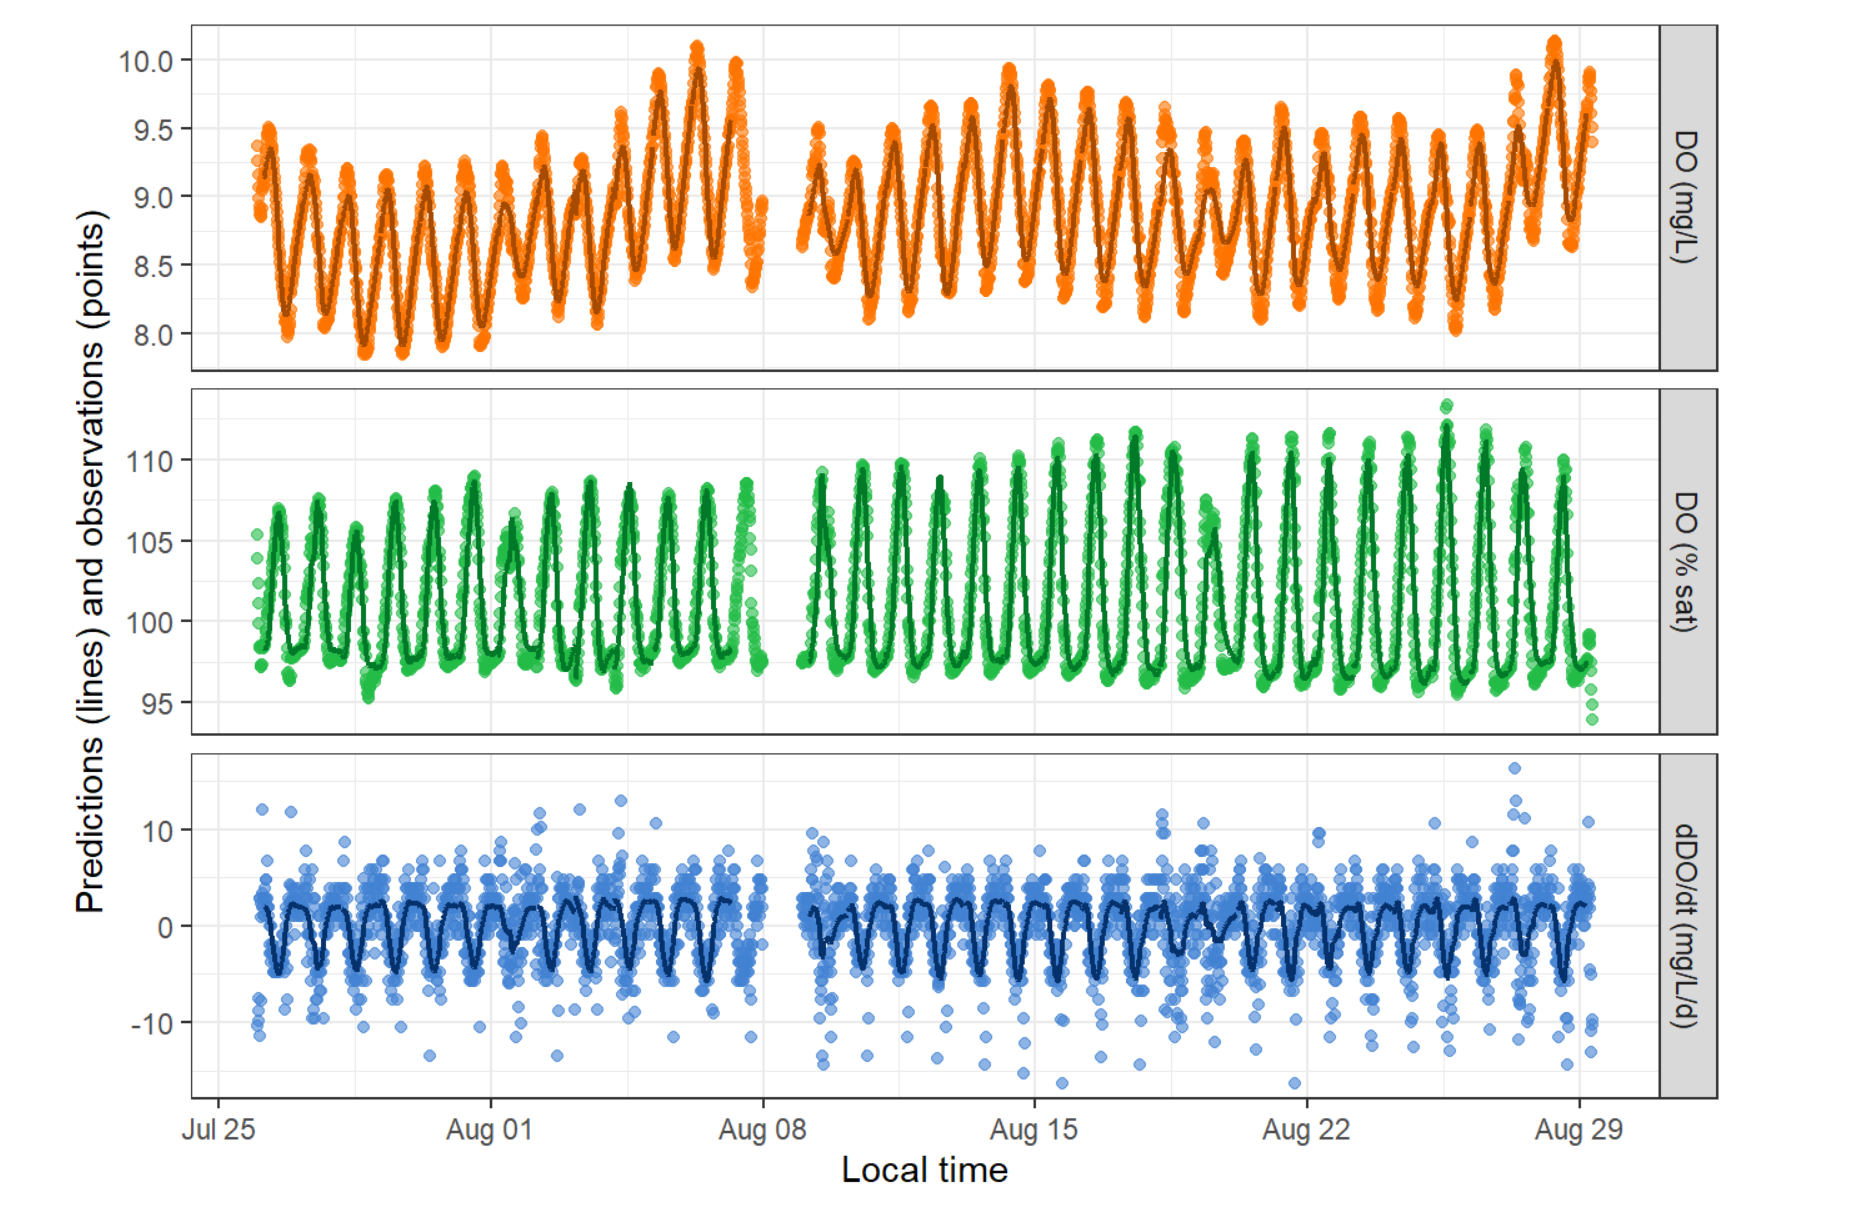 Predictions (lines) and observations (points)
10.0
9.5
9.0
8.5
8.0
DO (mg/L)
110
105
100
95
DO (% sat)
10
0
-10
dDO/dt (mg/L/d)
Jul 25
Aug 01
Aug 08
Aug 15
Aug 22
Aug 29
Local time